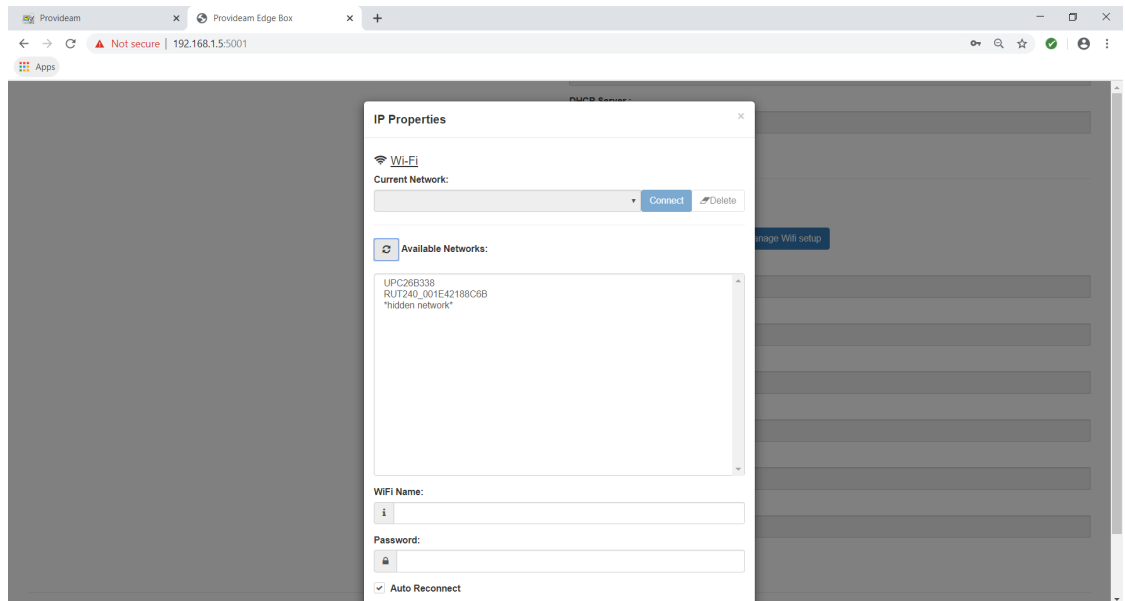 Provideam
Provideam Edge Box
Not secure | 192.168.1.5:5001
Apps
DHCP Server :
IP Properties
Wi-Fi
Current Network:
Connect
Delete
Available Networks:
anage Wifi setup
UPC26B338
RUT240_001E42188C6B
*hidden network*
WiFi Name:
Password:
Auto Reconnect